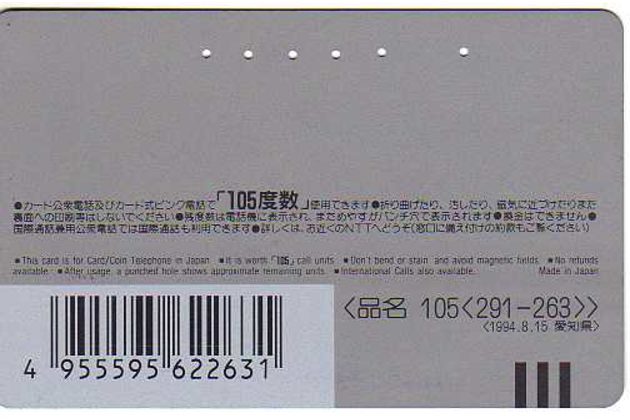 ●カード公衆電話及びカード式ピンク電話で「105度数」使用できます●折り曲げたり、汚したり、磁気に近づけたりまた
裏面への印刷等はしないでください●残度数は電話機に表示され、まためやすがパンチ穴で表示されます●換金はできません●
国際通話兼用公衆電話では国際通話も利用できます●詳しくは、お近くのNTTへどうぞ(窓口に備え付けの約款もご覧ください)
●This card is for Card/Coin Telephone in Japan ●It is worth「105」call units ●Don't bend or stain and avoid magnetic fields. ●No refunds
available. ●After usage, a punched hole shows approximate remaining units. ●International Calls also available. Made in Japan
〈品名 105〈291-263〉〉
〈1994.8.15 愛知県〉
4 955595 622631